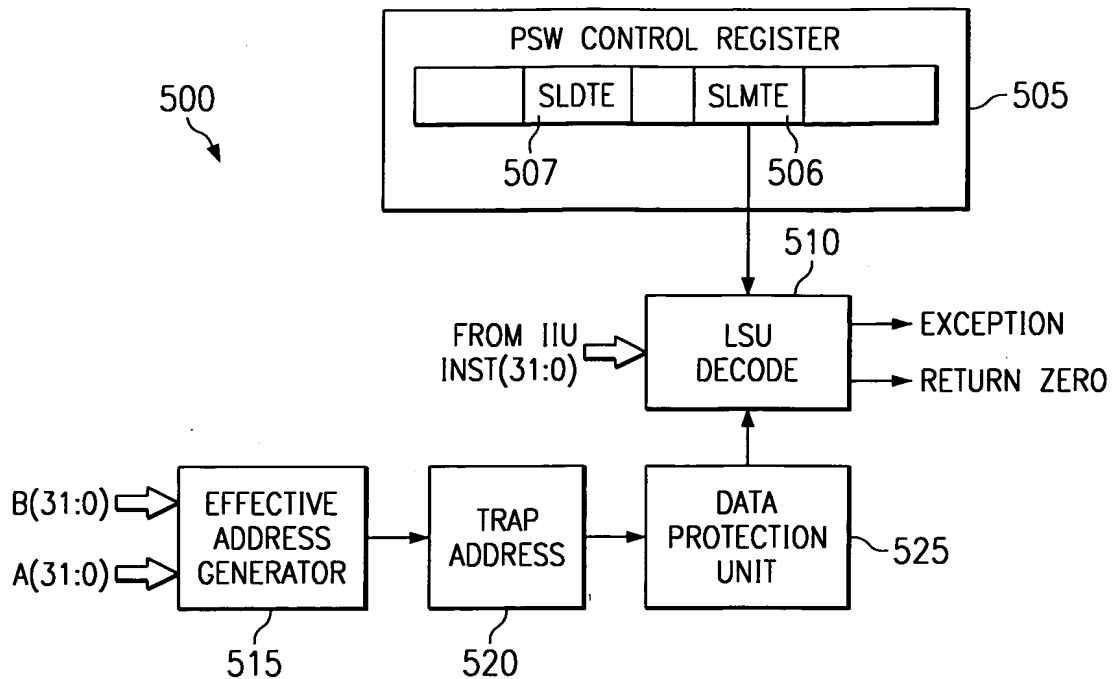 PSW CONTROL REGISTER
SLDTE
SLMTE
500
505
507
506
510
FROM IIU
INST(31:0)
LSU
DECODE
EXCEPTION
RETURN ZERO
B(31:0)
A(31:0)
EFFECTIVE
ADDRESS
GENERATOR
TRAP
ADDRESS
DATA
PROTECTION
UNIT
525
515
520